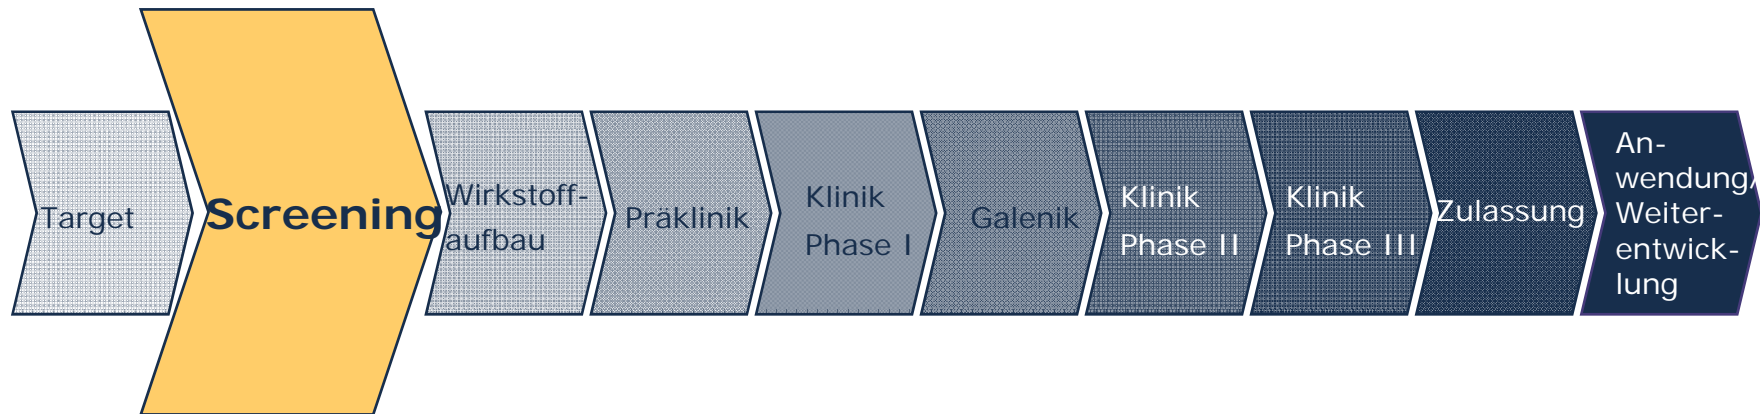 Target
Screening
Wirkstoff-
aufbau
Präklinik
Klinik
Phase I
Galenik
Klinik
Phase II
Klinik
Phase III
Zulassung
An-
wendung/
Weiter-
entwick-
lung